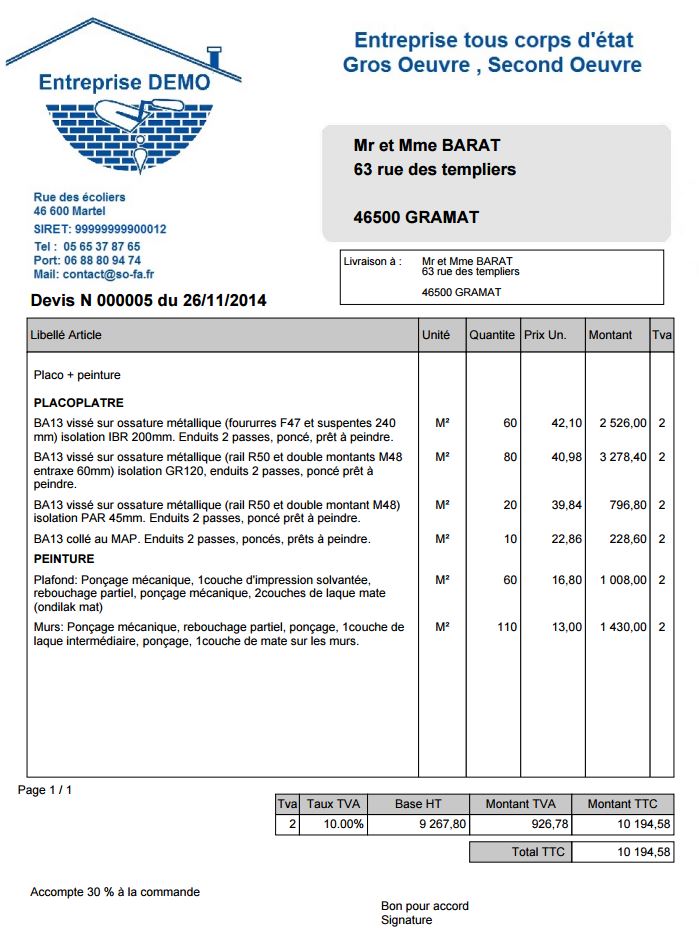 Entreprise DEMO
Entreprise tous corps d'état
Gros Oeuvre , Second Oeuvre
Mr et Mme BARAT
63 rue des templiers
46500 GRAMAT
Rue des écoliers
46 600 Martel
SIRET: 99999999900012
Tel : 05 65 37 87 65
Port: 06 88 80 94 74
Mail: contact@so-fa.fr
Livraison à : Mr et Mme BARAT
63 rue des templiers
46500 GRAMAT
Devis N 000005 du 26/11/2014
Libellé Article Unité Quantite Prix Un. Montant Tva
Placo + peinture
PLACOPLATRE
BA13 vissé sur ossature métallique (foururres F47 et suspentes 240 M² 60 42,10 2 526,00 2
mm) isolation IBR 200mm. Enduits 2 passes, poncé, prêt à peindre.
BA13 vissé sur ossature métallique (rail R50 et double montants M48 M² 80 40,98 3 278,40 2
entraxe 60mm) isolation GR120, enduits 2 passes, poncé prêt à
peindre.
BA13 vissé sur ossature métallique (rail R50 et double montant M48) M² 20 39,84 796,80 2
isolation PAR 45mm. Enduits 2 passes, poncé prêt à peindre.
BA13 collé au MAP. Enduits 2 passes, poncés, prêts à peindre. M² 10 22,86 228,60 2
PEINTURE
Plafond: Ponçage mécanique, 1couche d'impression solvantée, M² 60 16,80 1 008,00 2
rebouchage partiel, ponçage mécanique, 2couches de laque mate
(ondilak mat)
Murs: Ponçage mécanique, rebouchage partiel, ponçage, 1couche de M² 110 13,00 1 430,00 2
laque intermédiaire, ponçage, 1couche de mate sur les murs.
Page 1 / 1
Tva Taux TVA Base HT Montant TVA Montant TTC
2 10.00% 9 267,80 926,78 10 194,58
Total TTC 10 194,58
Accompte 30 % à la commande
Bon pour accord
Signature